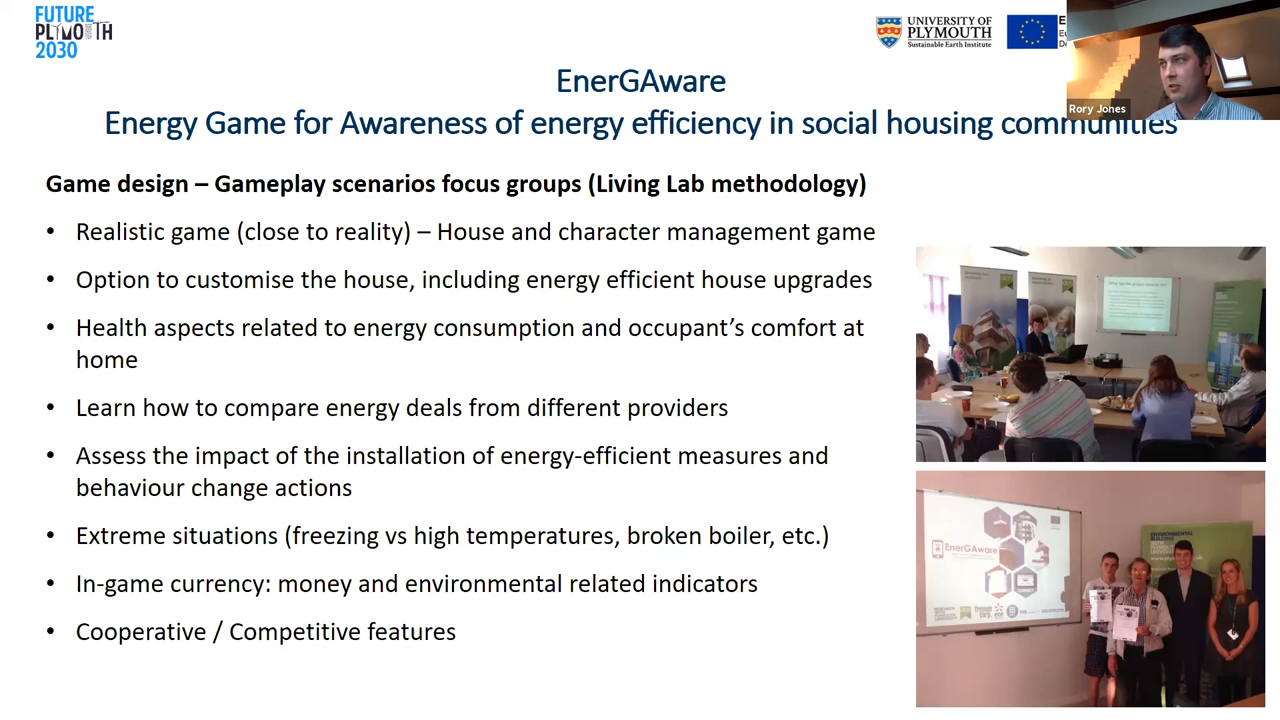 FUTURE
PLYMOUTH
2030
UNIVERSITY OF
PLYMOUTH
Sustainable Earth Institute
Rory Jones
EnerGAware
Energy Game for Awareness of energy efficiency in social housing communities
Game design – Gameplay scenarios focus groups (Living Lab methodology)
• Realistic game (close to reality) – House and character management game
• Option to customise the house, including energy efficient house upgrades
• Health aspects related to energy consumption and occupant’s comfort at
home
• Learn how to compare energy deals from different providers
• Assess the impact of the installation of energy-efficient measures and
behaviour change actions
• Extreme situations (freezing vs high temperatures, broken boiler, etc.)
• In-game currency: money and environmental related indicators
• Cooperative / Competitive features
EnerGAware
ENVIRONMENTAL
BUILDING